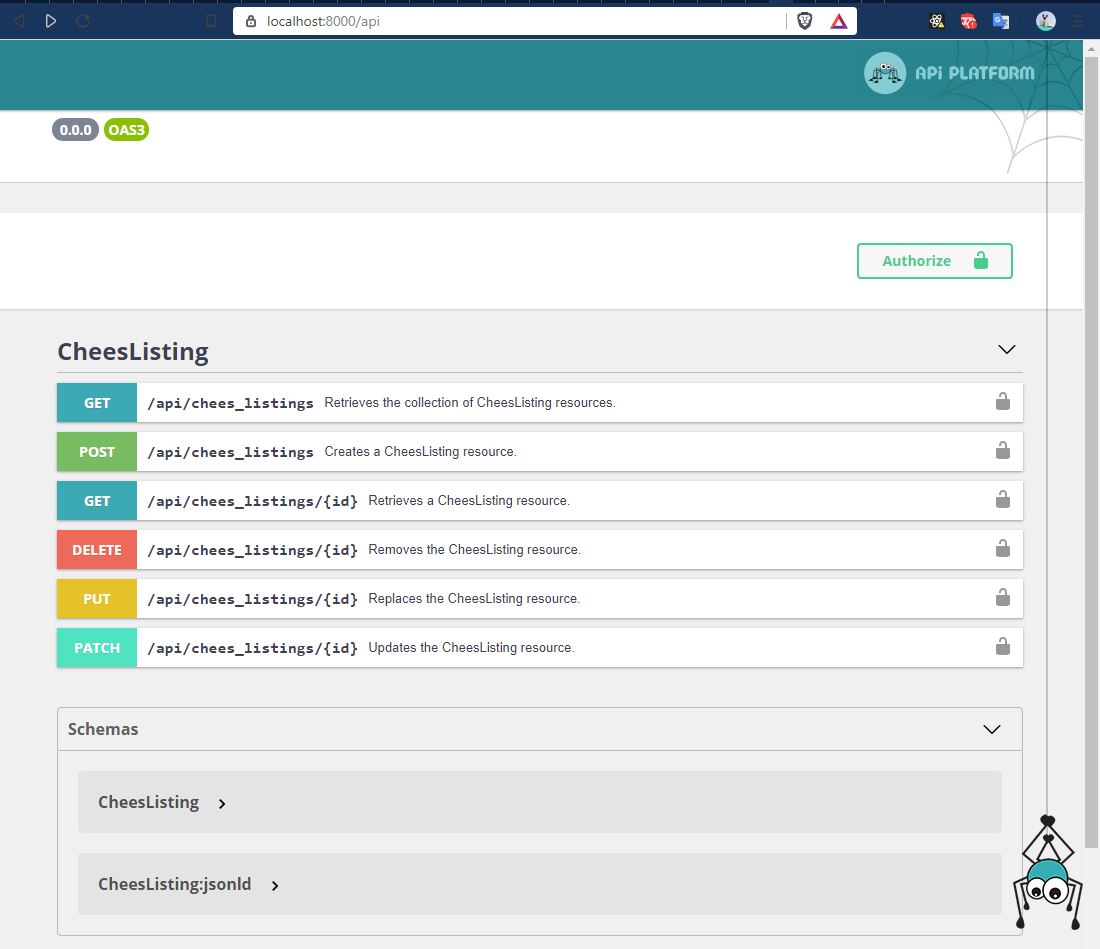 localhost:8000/api
APi PLATFORM
0.0.0 OAS3
Authorize
CheesListing
GET /api/chees_listings Retrieves the collection of CheesListing resources.
POST /api/chees_listings Creates a CheesListing resource.
GET /api/chees_listings/{id} Retrieves a CheesListing resource.
DELETE /api/chees_listings/{id} Removes the CheesListing resource.
PUT /api/chees_listings/{id} Replaces the CheesListing resource.
PATCH /api/chees_listings/{id} Updates the CheesListing resource.
Schemas
CheesListing
CheesListing:jsonld